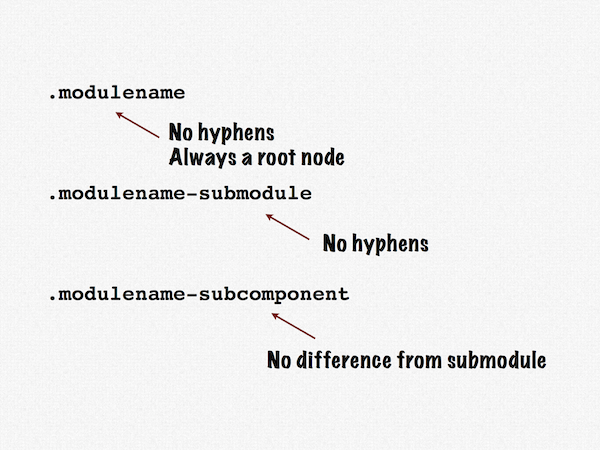 .modulename
No hyphens
Always a root node
.modulename-submodule
No hyphens
.modulename-subcomponent
No difference from submodule